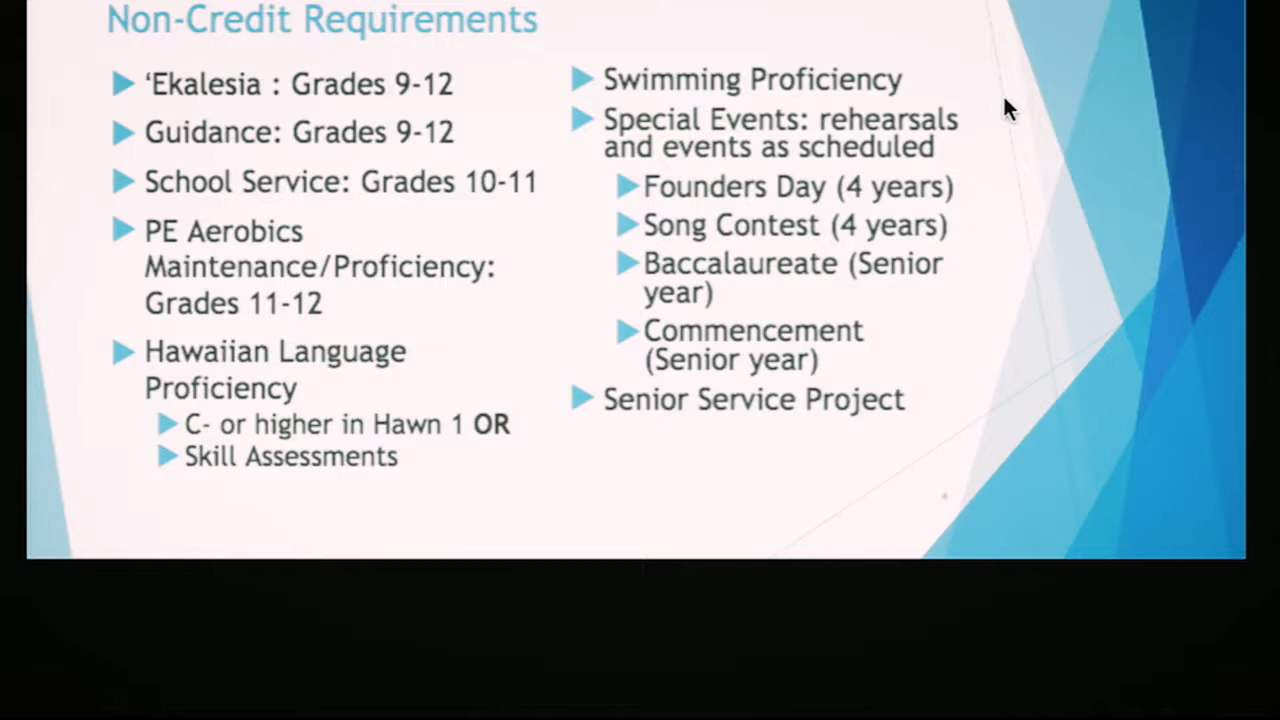 Non-Credit Requirements
‘Ekalesia : Grades 9-12
Guidance: Grades 9-12
School Service: Grades 10-11
PE Aerobics
Maintenance/Proficiency:
Grades 11-12
Hawaiian Language
Proficiency
C- or higher in Hawn 1 OR
Skill Assessments
Swimming Proficiency
Special Events: rehearsals
and events as scheduled
Founders Day (4 years)
Song Contest (4 years)
Baccalaureate (Senior
year)
Commencement
(Senior year)
Senior Service Project